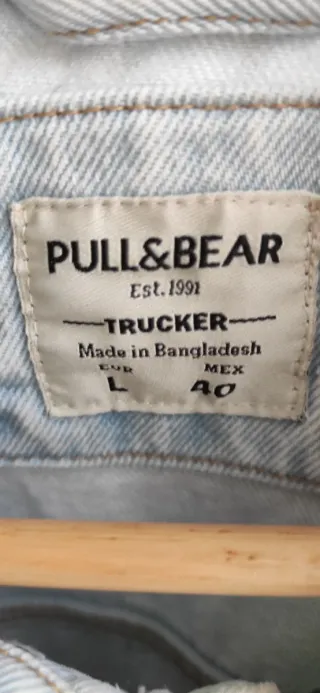 PULL&BEAR
Est. 1991
TRUCKER
Made in Bangladesh
EUR MEX
L 40